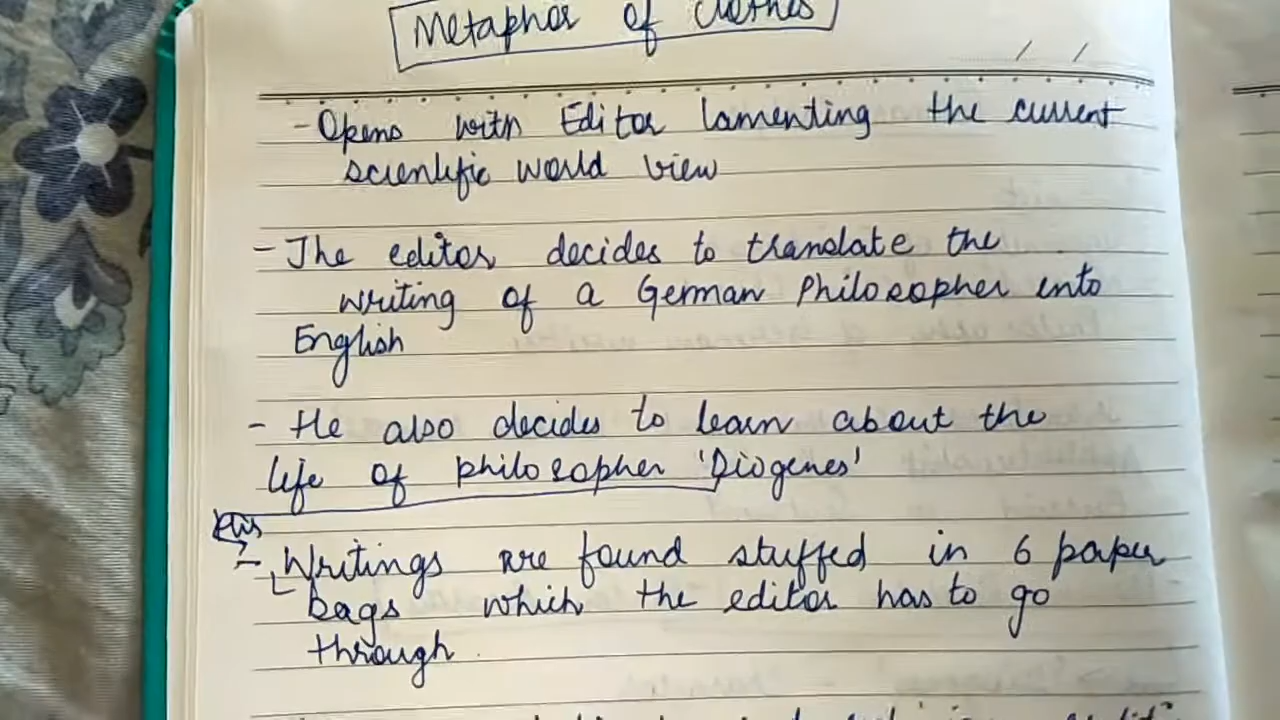 Metaphor of Clothes
/ /
- Opens with Editor lamenting the current
scientific world view
- The editor decides to translate the
writing of a German Philosopher into
English
- He also decides to learn about the
life of philosopher 'Diogenes'
His
- Writings are found stuffed in 6 paper
bags which the editor has to go
through.